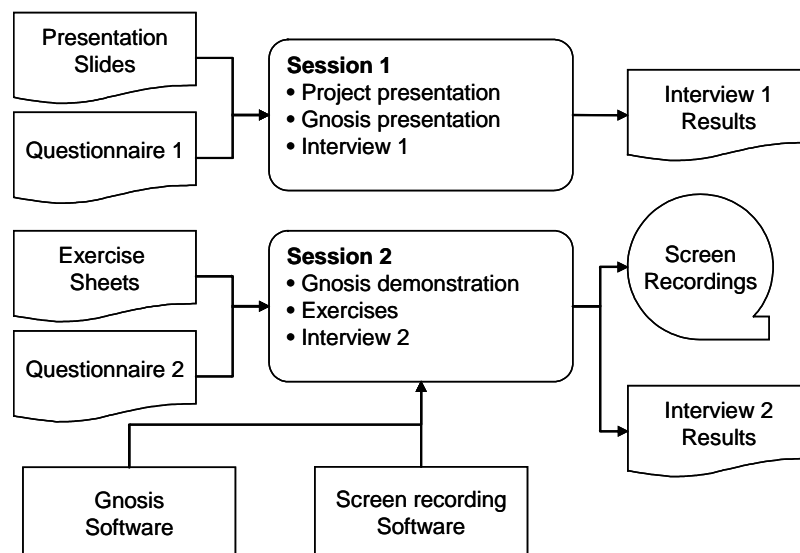 Presentation
Slides
Questionnaire 1
Session 1
• Project presentation
• Gnosis presentation
• Interview 1
Interview 1
Results
Exercise
Sheets
Questionnaire 2
Session 2
• Gnosis demonstration
• Exercises
• Interview 2
Screen
Recordings
Interview 2
Results
Gnosis
Software
Screen recording
Software